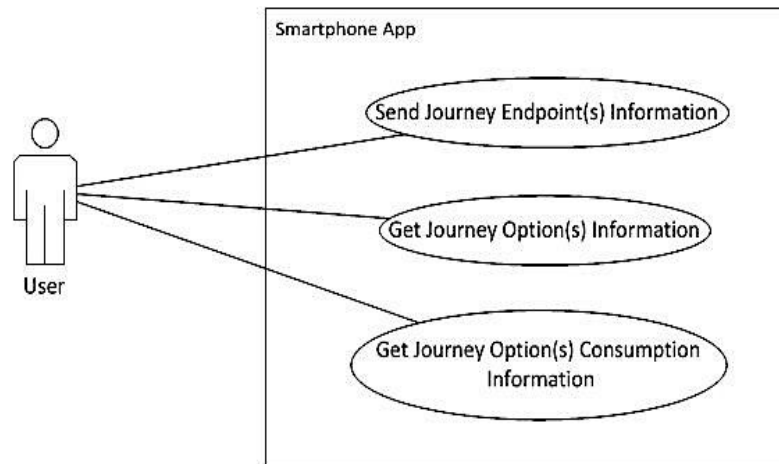 Smartphone App
Send Journey Endpoint(s) Information
Get Journey Option(s) Information
User
Get Journey Option(s) Consumption
Information